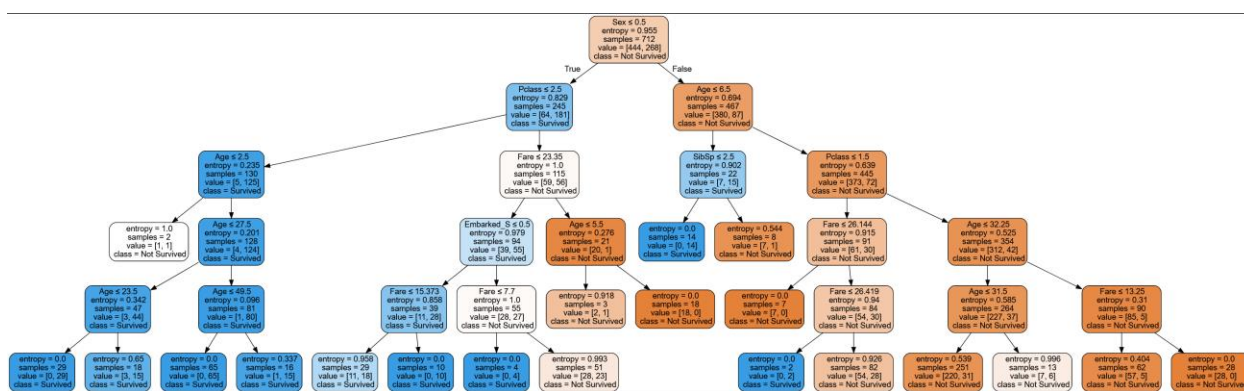 Sex ≤ 0.5
entropy = 0.955
samples = 712
value = [444, 268]
class = Not Survived
True
False
Pclass ≤ 2.5
entropy = 0.829
samples = 245
value = [64, 181]
class = Survived
Age ≤ 6.5
entropy = 0.694
samples = 467
value = [380, 87]
class = Not Survived
Age ≤ 2.5
entropy = 0.235
samples = 130
value = [5, 125]
class = Survived
Fare ≤ 23.35
entropy = 1.0
samples = 115
value = [59, 56]
class = Not Survived
SibSp ≤ 2.5
entropy = 0.902
samples = 22
value = [7, 15]
class = Survived
Pclass ≤ 1.5
entropy = 0.639
samples = 445
value = [373, 72]
class = Not Survived
entropy = 1.0
samples = 2
value = [1, 1]
class = Not Survived
Age ≤ 27.5
entropy = 0.201
samples = 128
value = [4, 124]
class = Survived
Embarked_S ≤ 0.5
entropy = 0.979
samples = 94
value = [39, 55]
class = Survived
Age ≤ 5.5
entropy = 0.276
samples = 21
value = [20, 1]
class = Not Survived
entropy = 0.0
samples = 14
value = [0, 14]
class = Survived
entropy = 0.544
samples = 8
value = [7, 1]
class = Not Survived
Fare ≤ 26.144
entropy = 0.915
samples = 91
value = [61, 30]
class = Not Survived
Age ≤ 32.25
entropy = 0.525
samples = 354
value = [312, 42]
class = Not Survived
Age ≤ 23.5
entropy = 0.342
samples = 47
value = [3, 44]
class = Survived
Age ≤ 49.5
entropy = 0.096
samples = 81
value = [1, 80]
class = Survived
Fare ≤ 15.373
entropy = 0.858
samples = 39
value = [11, 28]
class = Survived
Fare ≤ 7.7
entropy = 1.0
samples = 55
value = [28, 27]
class = Not Survived
entropy = 0.918
samples = 3
value = [2, 1]
class = Not Survived
entropy = 0.0
samples = 18
value = [18, 0]
class = Not Survived
entropy = 0.0
samples = 7
value = [7, 0]
class = Not Survived
Fare ≤ 26.419
entropy = 0.94
samples = 84
value = [54, 30]
class = Not Survived
Age ≤ 31.5
entropy = 0.585
samples = 264
value = [227, 37]
class = Not Survived
Fare ≤ 13.25
entropy = 0.31
samples = 90
value = [85, 5]
class = Not Survived
entropy = 0.0
samples = 29
value = [0, 29]
class = Survived
entropy = 0.65
samples = 18
value = [3, 15]
class = Survived
entropy = 0.0
samples = 65
value = [0, 65]
class = Survived
entropy = 0.337
samples = 16
value = [1, 15]
class = Survived
entropy = 0.958
samples = 29
value = [11, 18]
class = Survived
entropy = 0.0
samples = 10
value = [0, 10]
class = Survived
entropy = 0.0
samples = 4
value = [0, 4]
class = Survived
entropy = 0.993
samples = 51
value = [28, 23]
class = Not Survived
entropy = 0.0
samples = 2
value = [0, 2]
class = Survived
entropy = 0.926
samples = 82
value = [54, 28]
class = Not Survived
entropy = 0.539
samples = 251
value = [220, 31]
class = Not Survived
entropy = 0.996
samples = 13
value = [7, 6]
class = Not Survived
entropy = 0.404
samples = 62
value = [57, 5]
class = Not Survived
entropy = 0.0
samples = 28
value = [28, 0]
class = Not Survived